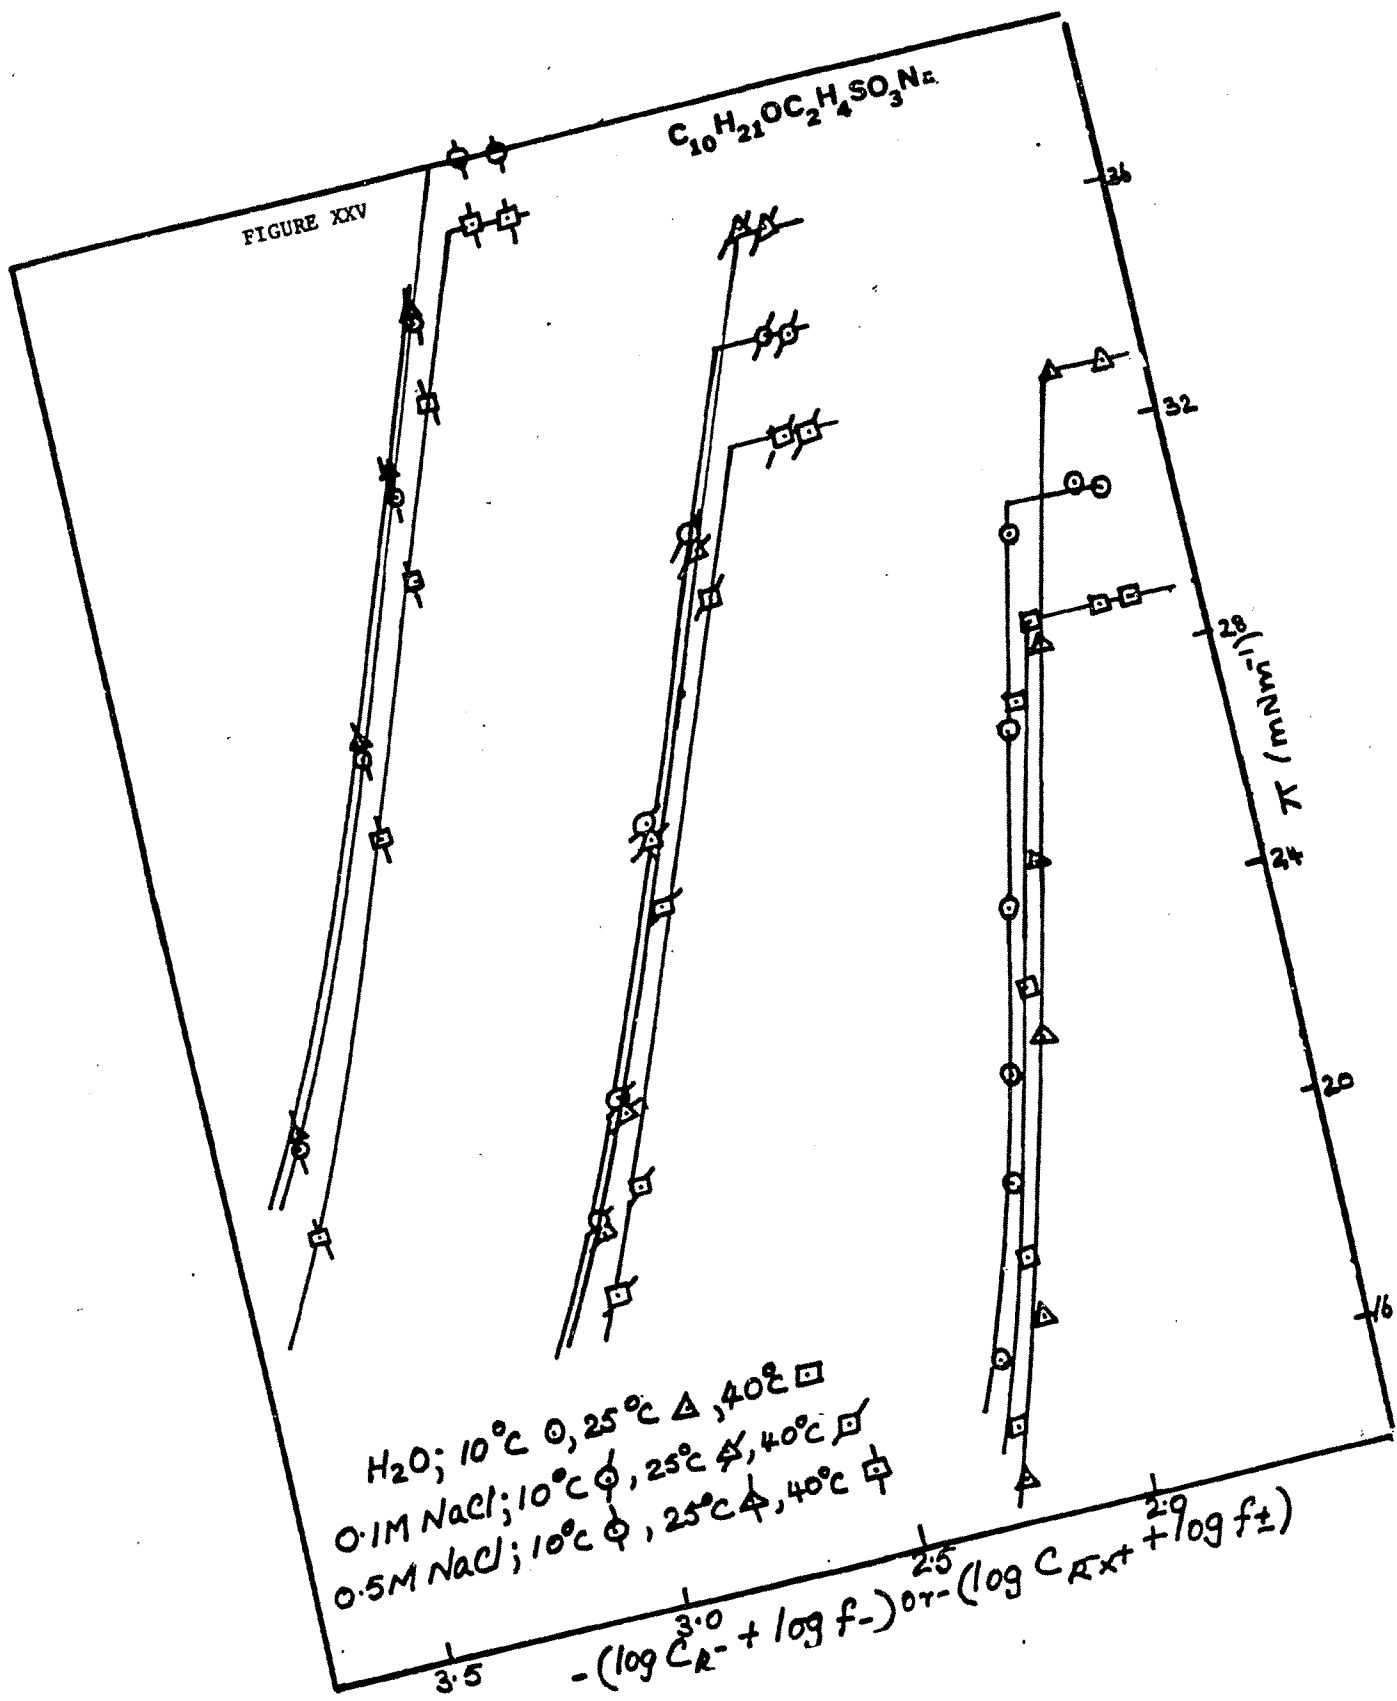 C10H21OC2H4SO3Na
FIGURE XXV
36
32
28
24
20
16
π (mNm-1)
H2O; 10°C ⊙, 25°C △, 40°C ⊡
0.1M NaCl; 10°C, 25°C, 40°C
0.5M NaCl; 10°C, 25°C, 40°C
3.5
3.0
2.5
2.9
-(log CR- + log f-) or -(log CR-x+ + log f±)